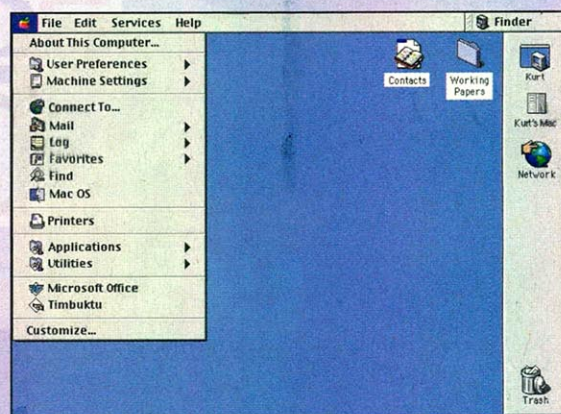 File Edit Services Help
Finder
About This Computer...
User Preferences
Machine Settings
Connect To...
Mail
Log
Favorites
Find
Mac OS
Printers
Applications
Utilities
Microsoft Office
Timbuktu
Customize...
Contacts
Working
Papers
Kurt
Kurt's Mac
Network
Trash